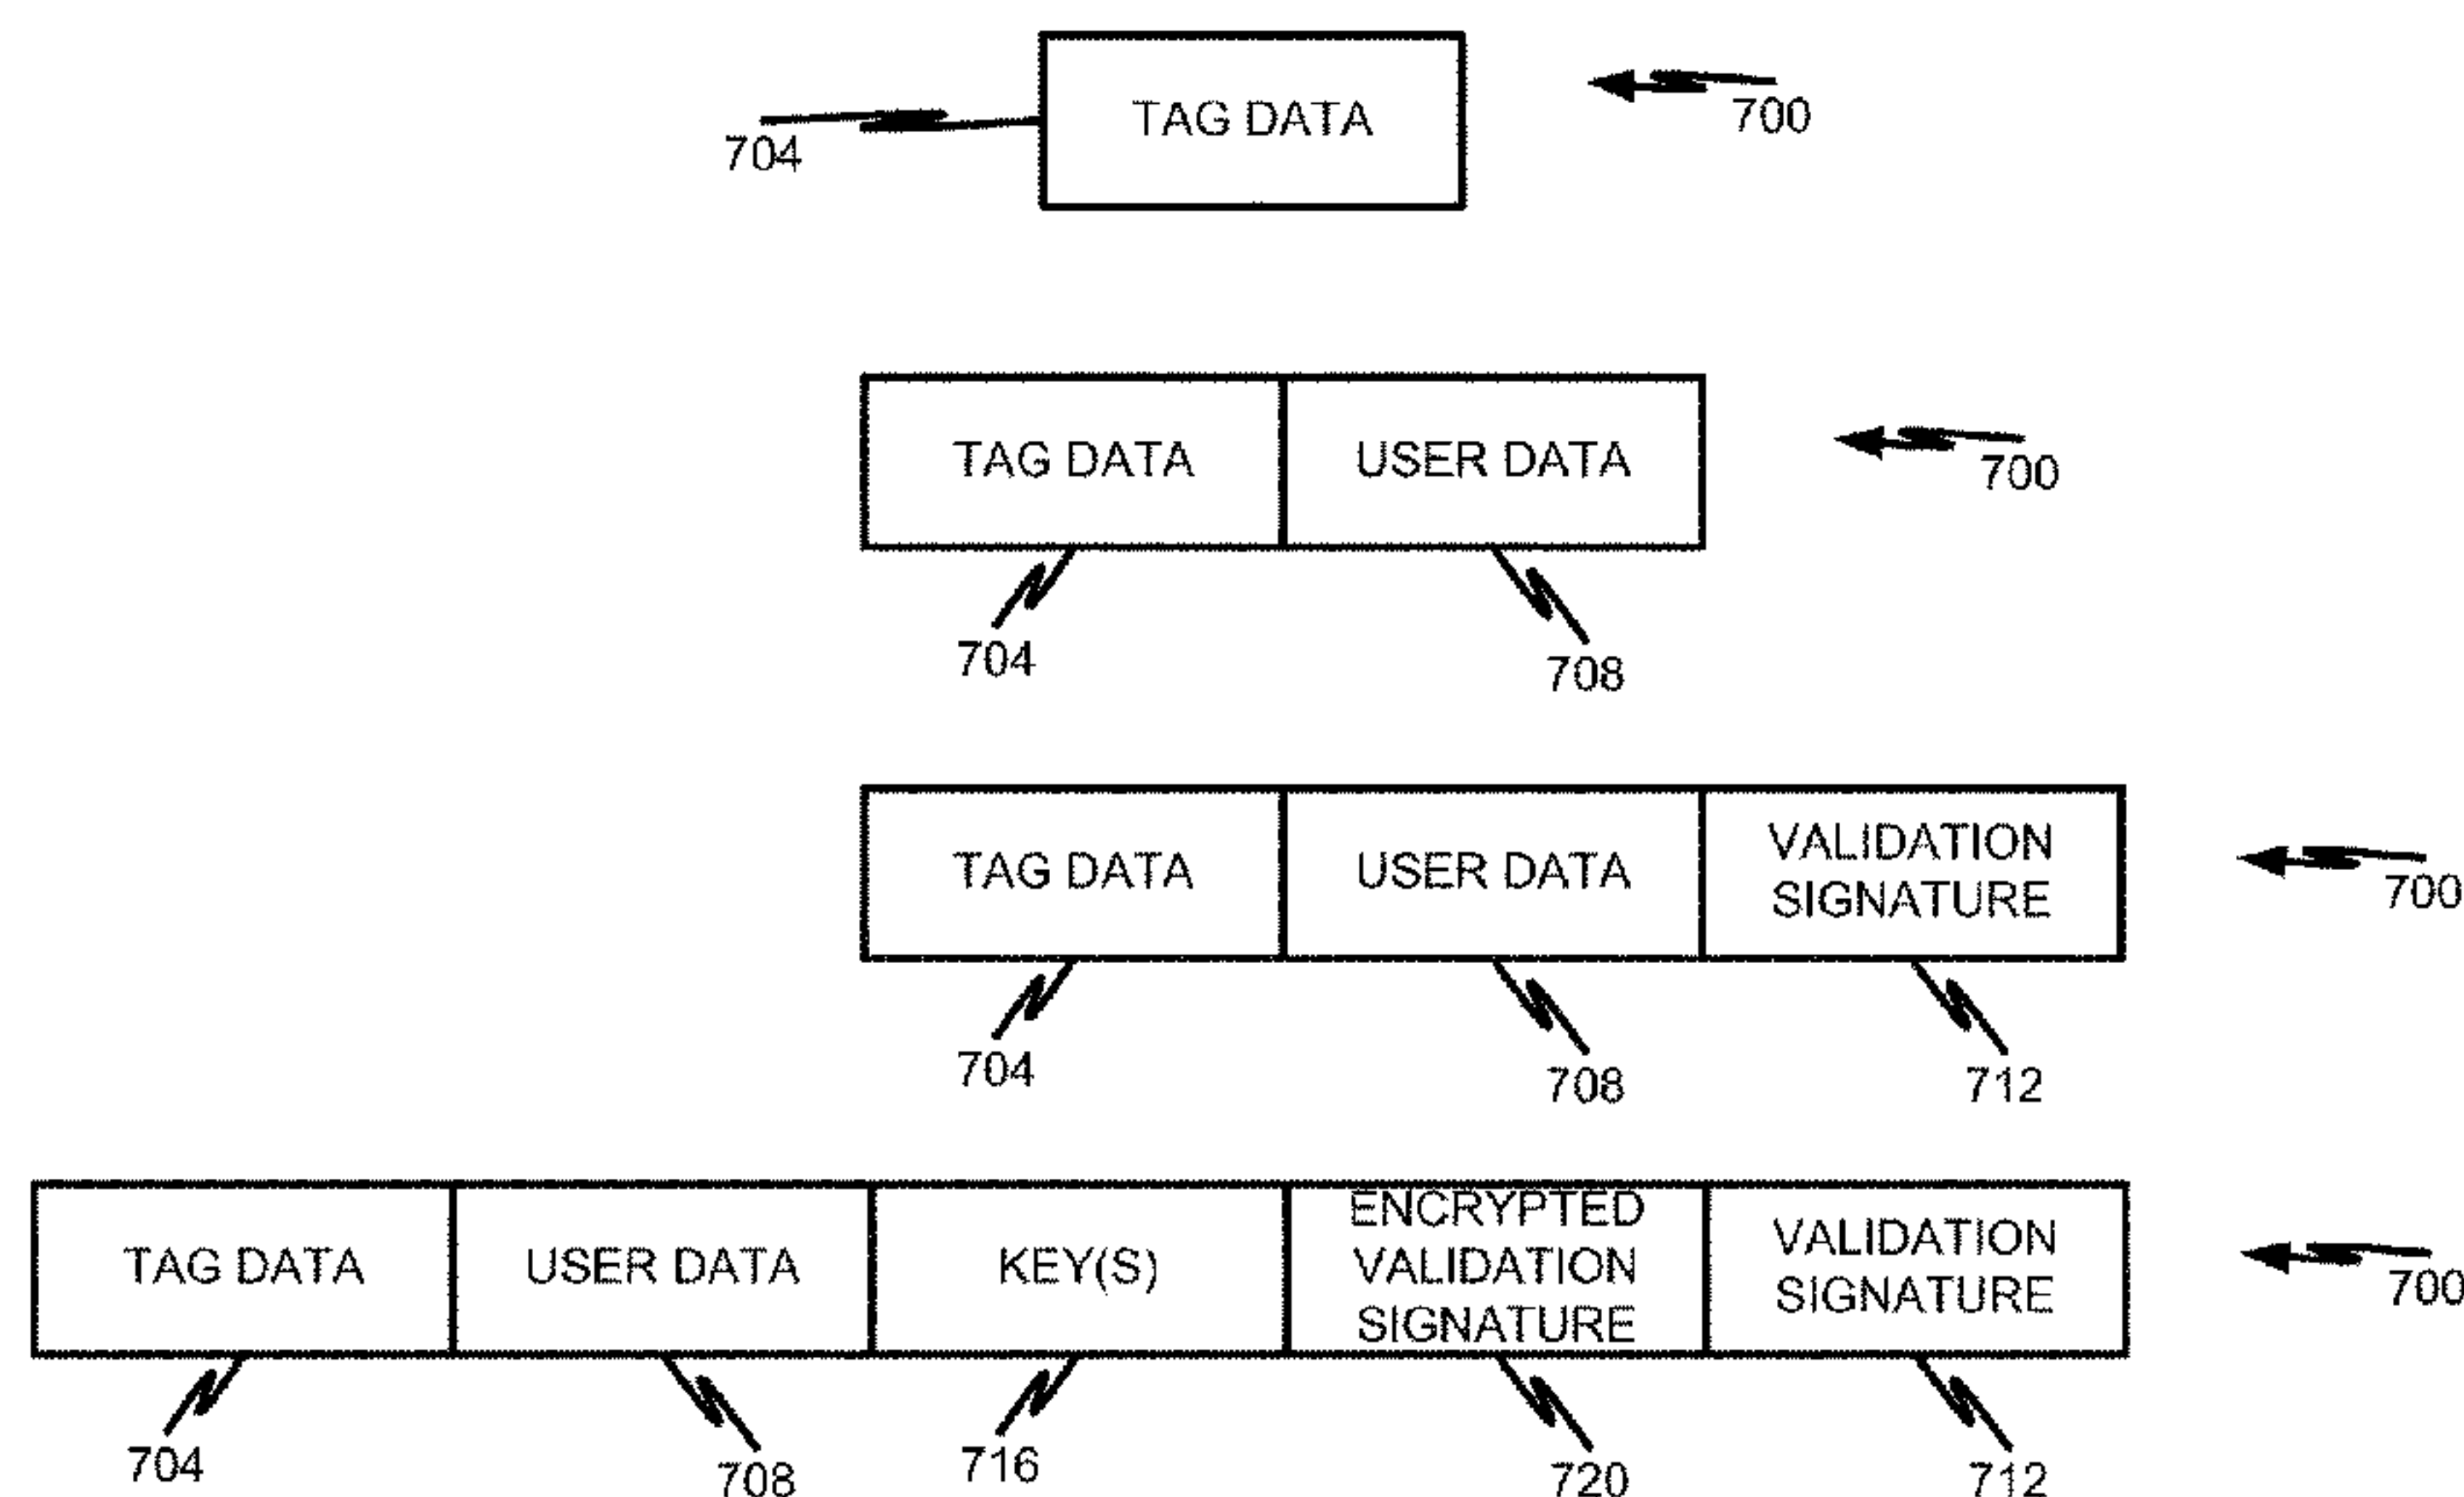 TAG DATA
700
704
TAG DATA USER DATA
700
704 708
TAG DATA USER DATA VALIDATION
SIGNATURE
700
704 708 712
TAG DATA USER DATA KEY(S) ENCRYPTED
VALIDATION
SIGNATURE
VALIDATION
SIGNATURE
700
704 708 716 720 712